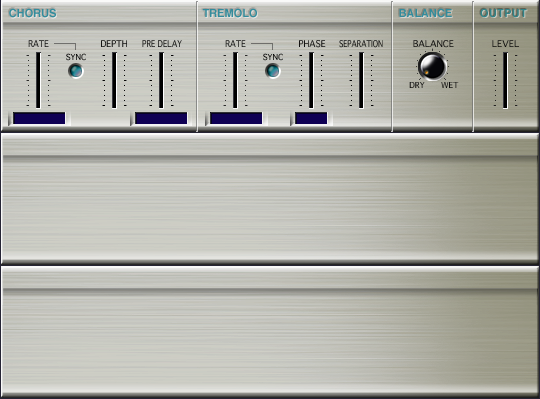 CHORUS
RATE
SYNC
DEPTH
PRE DELAY
TREMOLO
RATE
SYNC
PHASE
SEPARATION
BALANCE
BALANCE
DRY
WET
OUTPUT
LEVEL